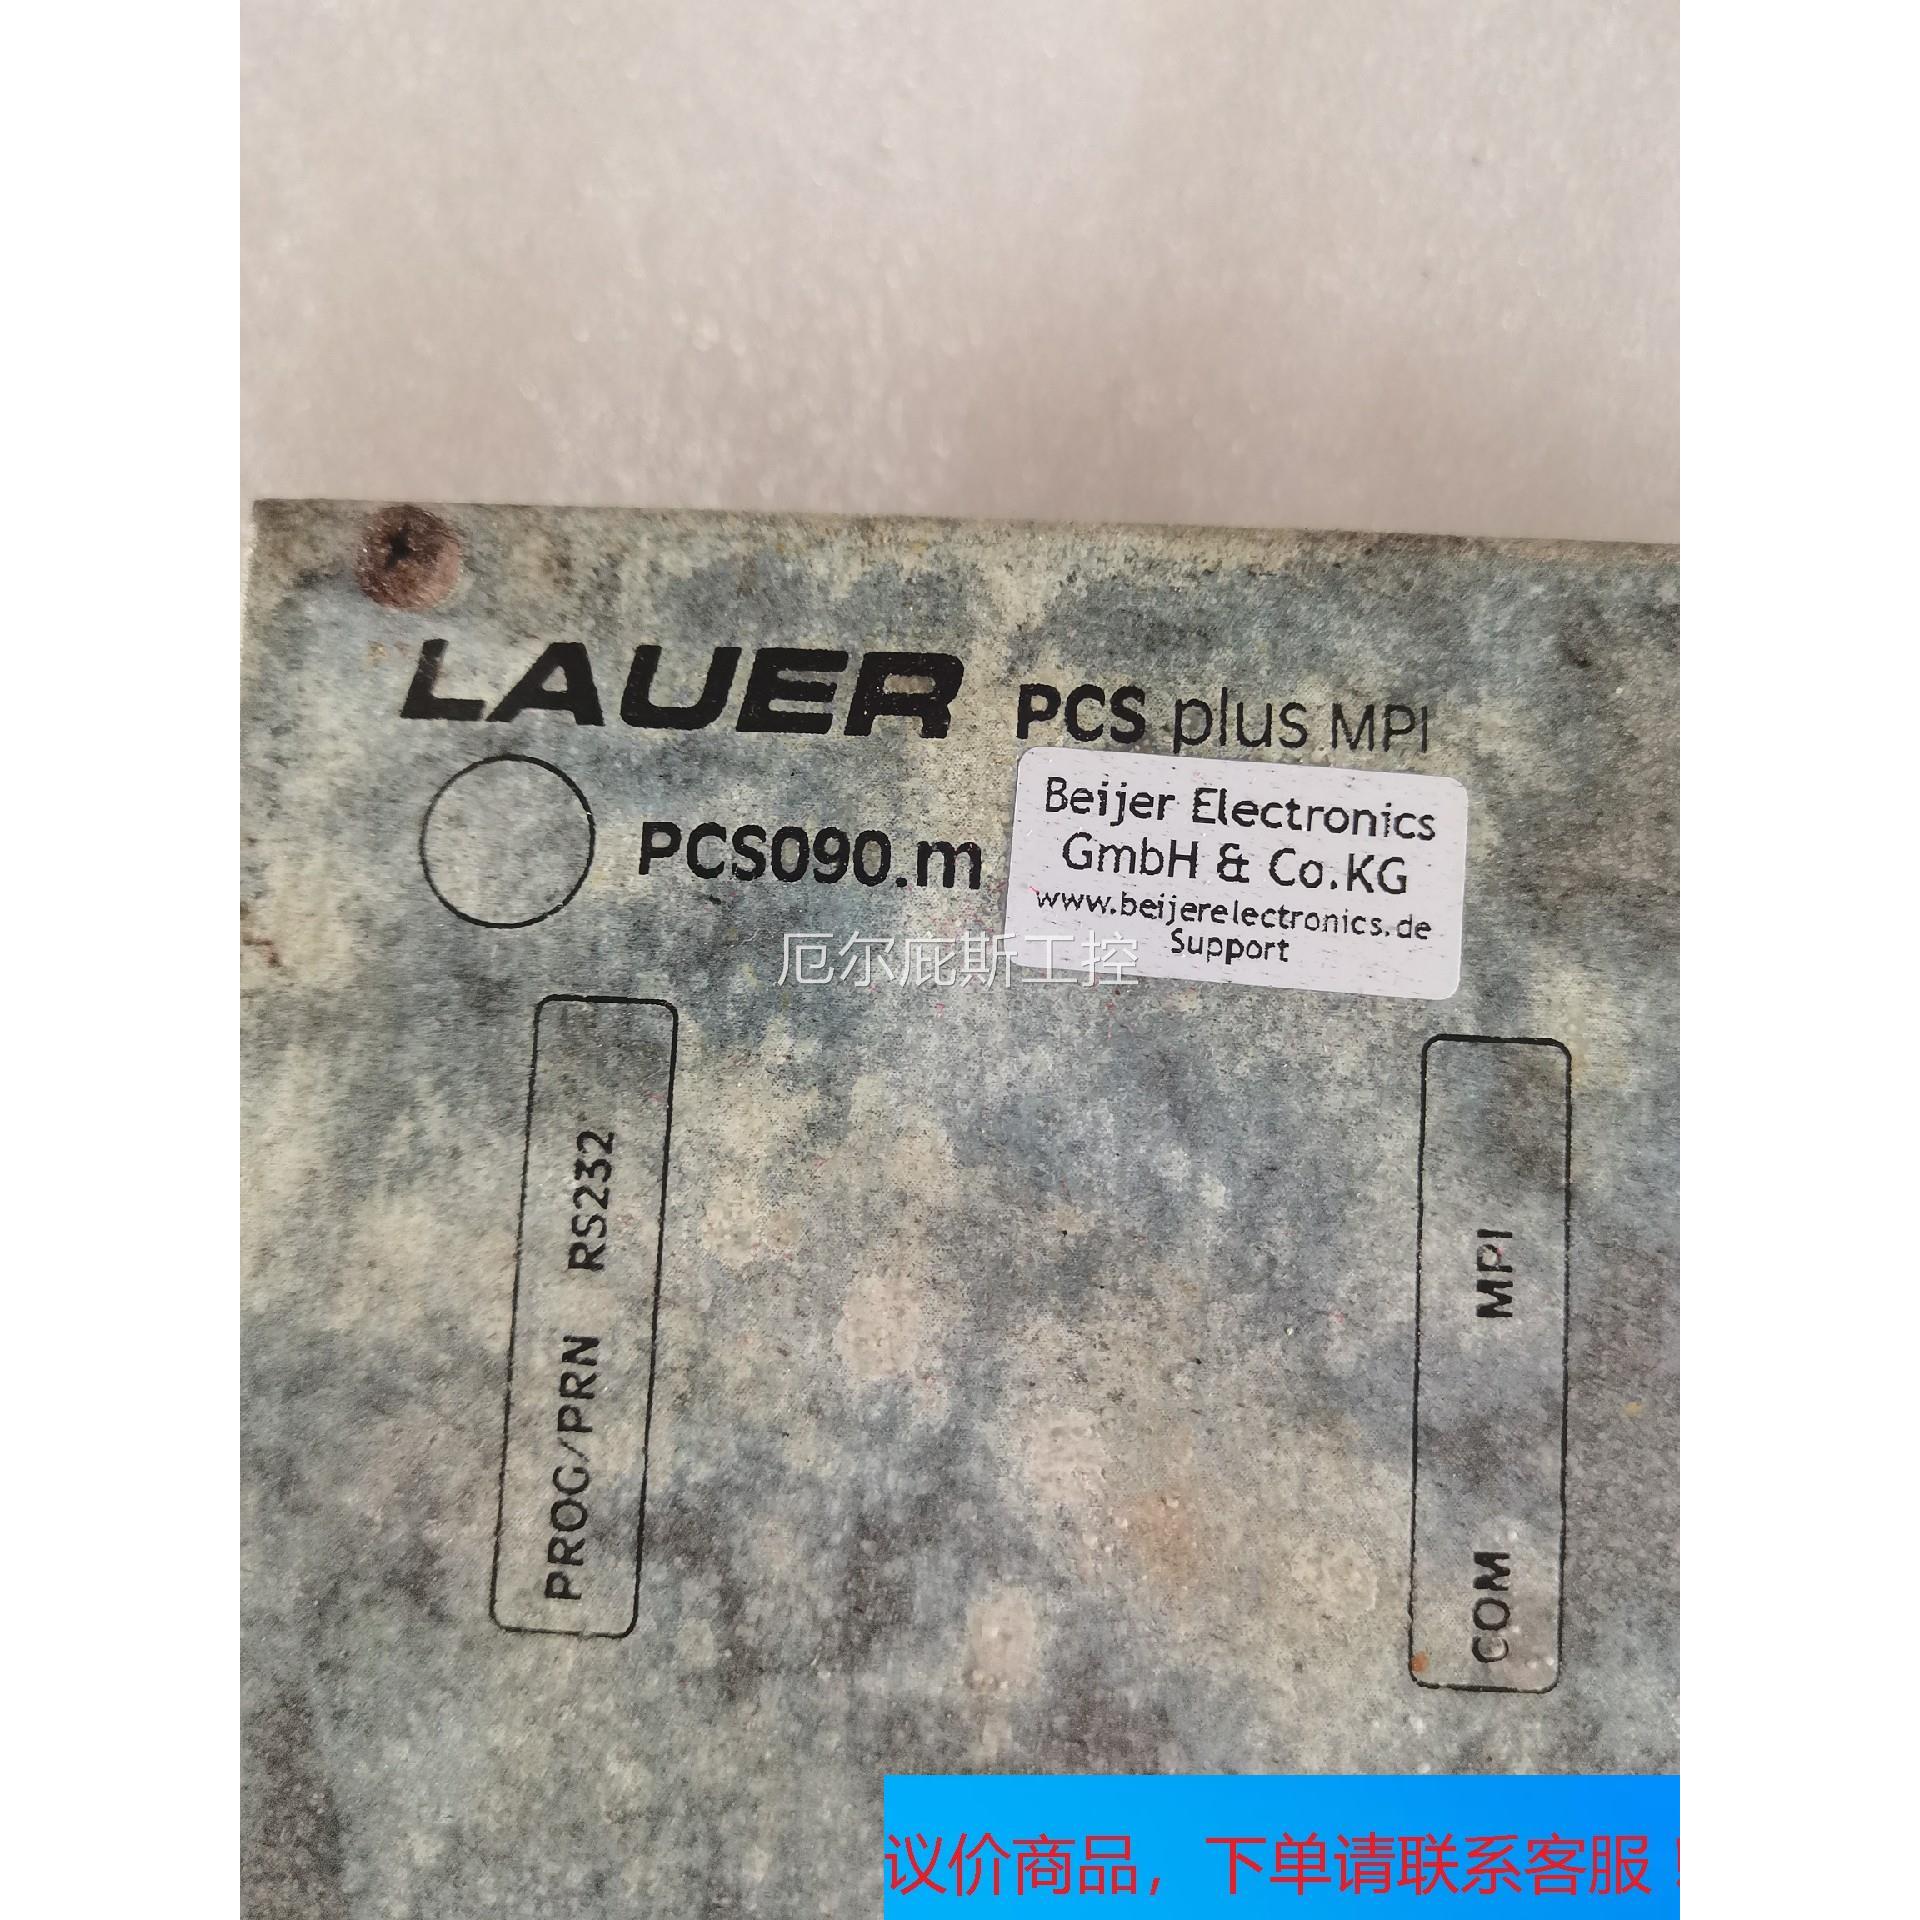 LAUER PCS plus MPI
PCS090.m
Beijer Electronics
GmbH & Co.KG
www.beijerelectronics.de
Support
厄尔庇斯工控
PROG/PRN RS232
COM MPI
议价商品，下单请联系客服！